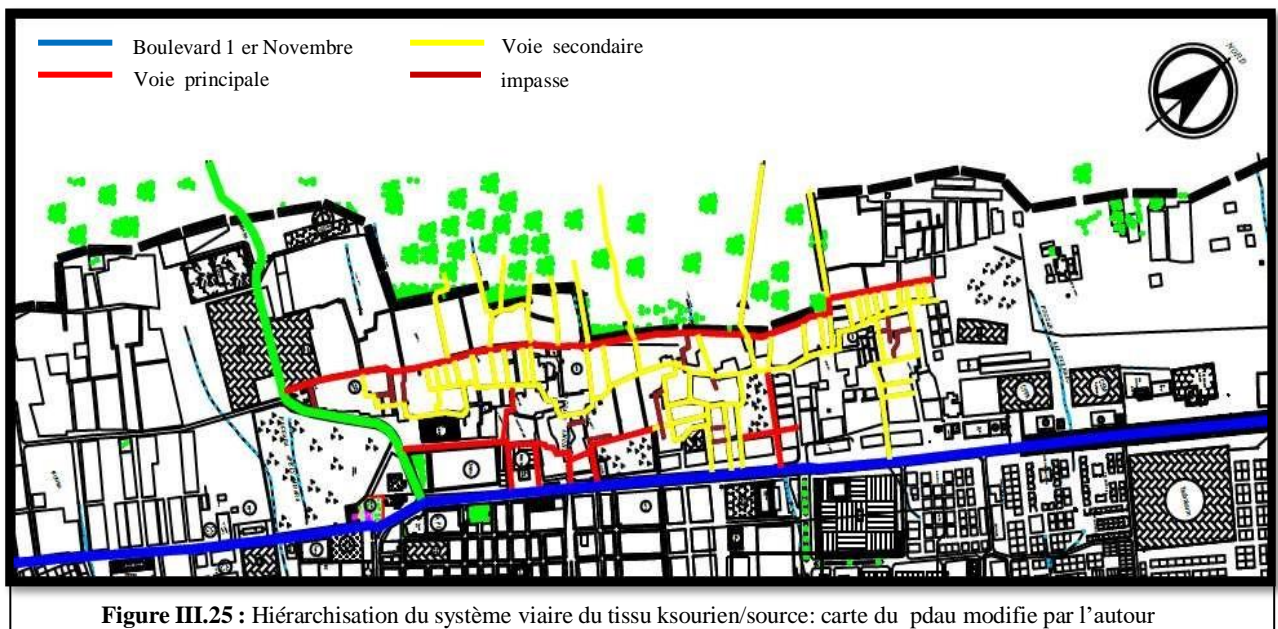 Boulevard 1 er Novembre
Voie principale
Voie secondaire
impasse
NORD
Figure III.25 : Hiérarchisation du système viaire du tissu ksourien/source: carte du pdau modifie par l’autour